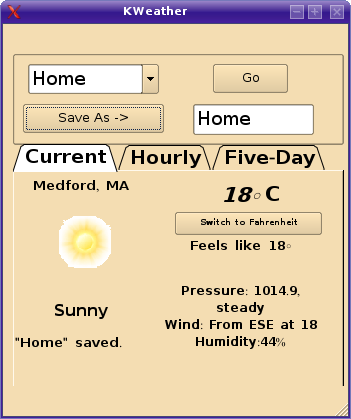 KWeather
Home
Go
Save As ->
Home
Current
Hourly
Five-Day
Medford, MA
18° C
Switch to Fahrenheit
Feels like 18°
Sunny
Pressure: 1014.9,
steady
Wind: From ESE at 18
Humidity:44%
"Home" saved.